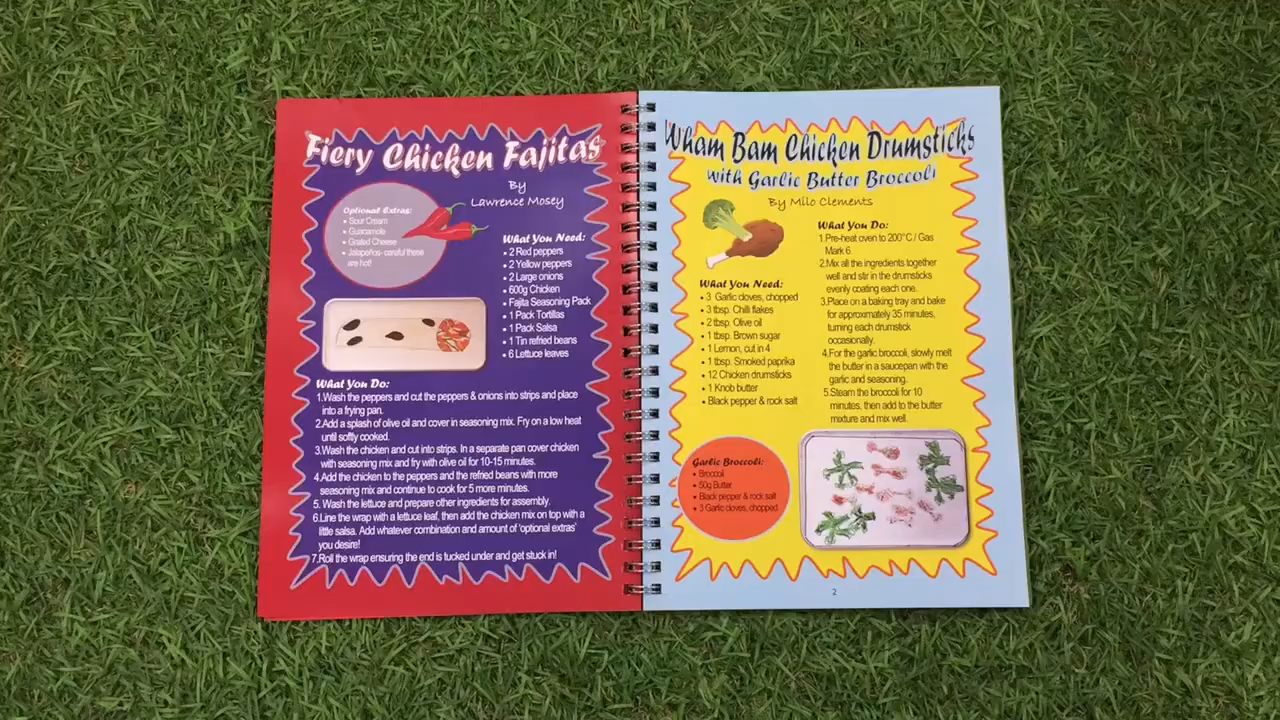 Fiery Chicken Fajitas
By
Lawrence Mosey
Optional Extras:
• Sour Cream
• Guacamole
• Grated Cheese
• Jalapeños- careful these
are hot!
What You Need:
• 2 Red peppers
• 2 Yellow peppers
• 2 Large onions
• 600g Chicken
• Fajita Seasoning Pack
• 1 Pack Tortillas
• 1 Pack Salsa
• 1 Tin refried beans
• 6 Lettuce leaves
What You Do:
1.Wash the peppers and cut the peppers & onions into strips and place
into a frying pan.
2.Add a splash of olive oil and cover in seasoning mix. Fry on a low heat
until softly cooked.
3.Wash the chicken and cut into strips. In a separate pan cover chicken
with seasoning mix and fry with olive oil for 10-15 minutes.
4.Add the chicken to the peppers and the refried beans with more
seasoning mix and continue to cook for 5 more minutes.
5. Wash the lettuce and prepare other ingredients for assembly.
6.Line the wrap with a lettuce leaf, then add the chicken mix on top with a
little salsa. Add whatever combination and amount of 'optional extras'
you desire!
7.Roll the wrap ensuring the end is tucked under and get stuck in!
Wham Bam Chicken Drumsticks
with Garlic Butter Broccoli
By Milo Clements
What You Need:
• 3 Garlic cloves, chopped
• 3 tbsp. Chilli flakes
• 2 tbsp. Olive oil
• 1 tbsp. Brown sugar
• 1 Lemon, cut in 4
• 1 tbsp. Smoked paprika
• 12 Chicken drumsticks
• 1 Knob butter
• Black pepper & rock salt
What You Do:
1.Pre-heat oven to 200°C / Gas
Mark 6.
2.Mix all the ingredients together
well and stir in the drumsticks
evenly coating each one.
3.Place on a baking tray and bake
for approximately 35 minutes,
turning each drumstick
occasionally.
4.For the garlic broccoli, slowly melt
the butter in a saucepan with the
garlic and seasoning.
5.Steam the broccoli for 10
minutes, then add to the butter
mixture and mix well.
Garlic Broccoli:
• Broccoli
• 50g Butter
• Black pepper & rock salt
• 3 Garlic cloves, chopped
2